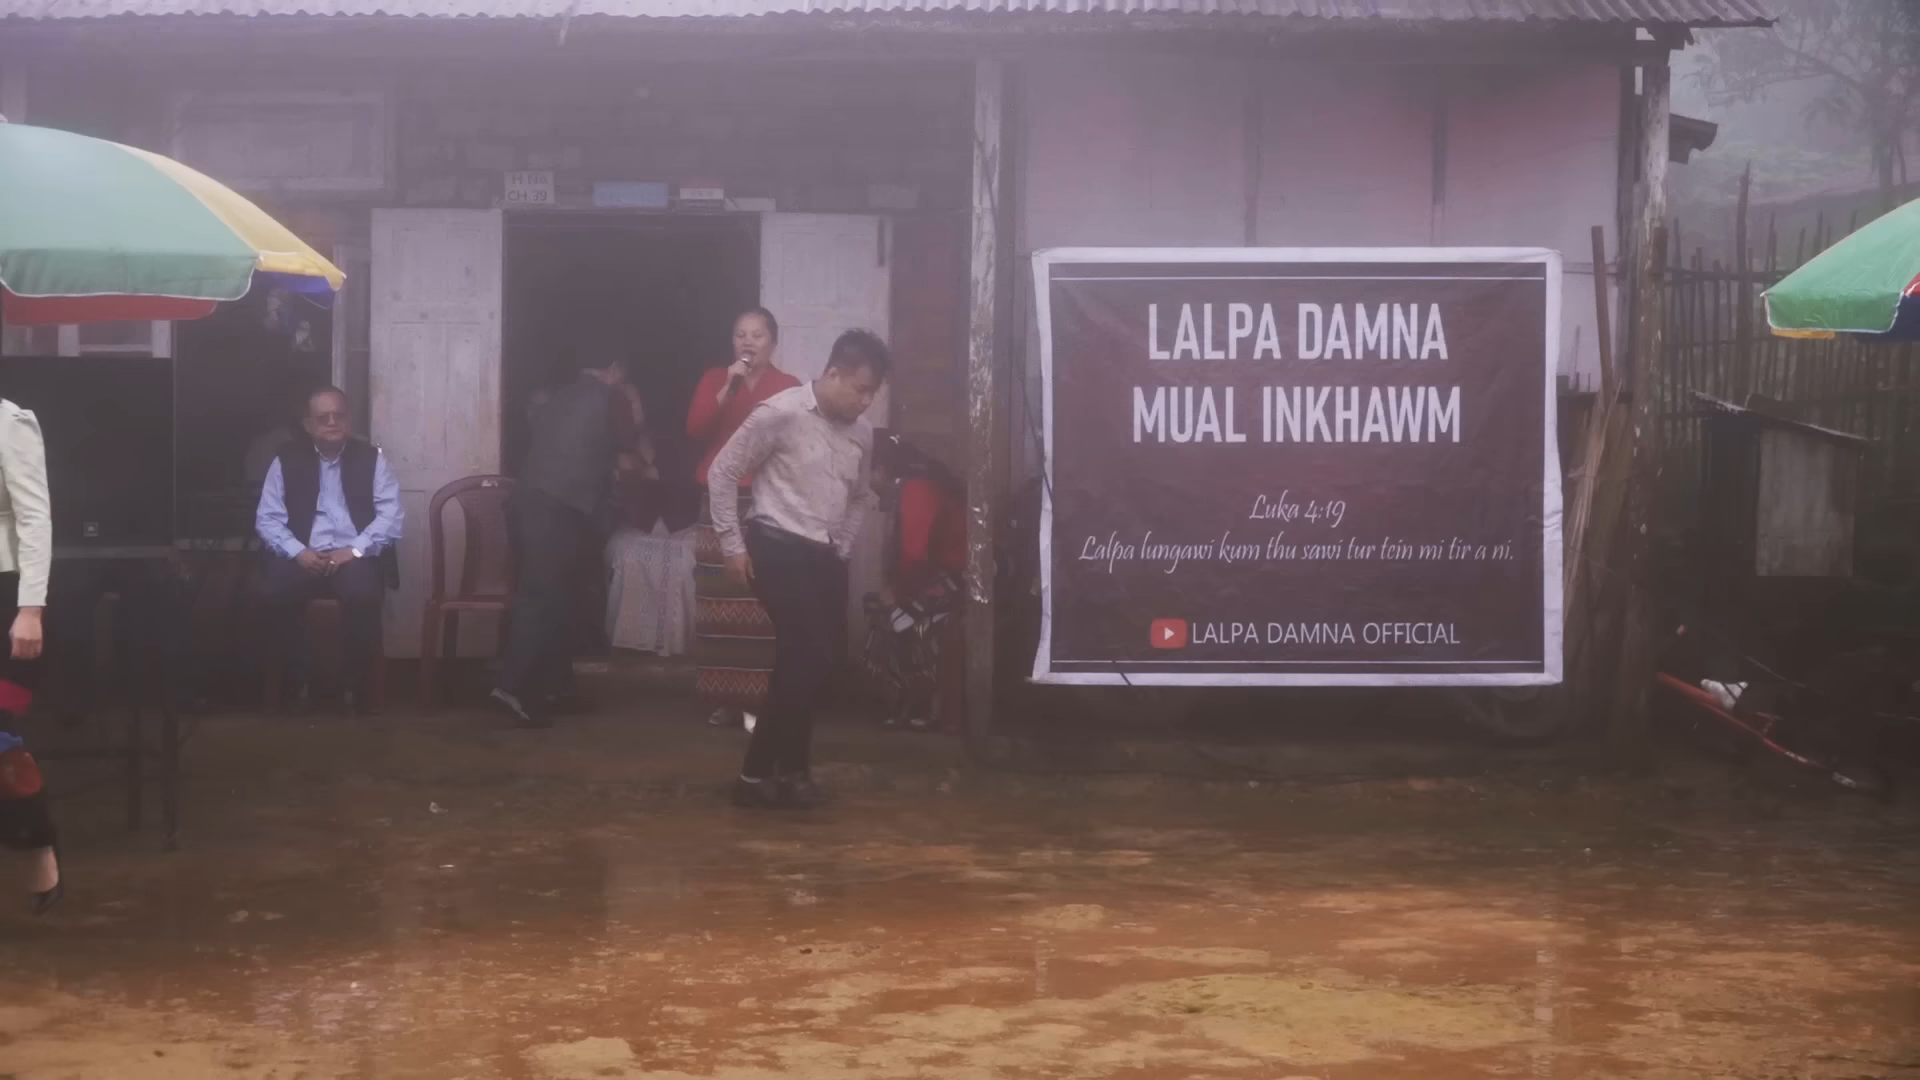 H No
CH 39
LALPA DAMNA
MUAL INKHAWM
Luka 4:19
Lalpa lungawi kum thu sawi tur tein mi tir a ni.
LALPA DAMNA OFFICIAL